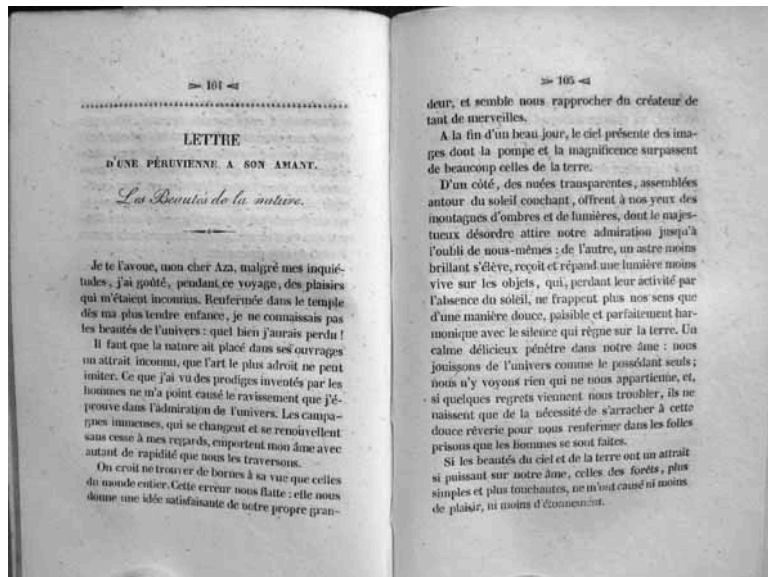 104
LETTRE
D'UNE PÉRUVIENNE A SON AMANT.
Les Beautés de la nature.
Je te l'avoue, mon cher Aza, malgré mes inquié-
tudes, j'ai goûté, pendant ce voyage, des plaisirs
qui m'étaient inconnus. Renfermée dans le temple
dès ma plus tendre enfance, je ne connaissais pas
les beautés de l'univers : quel bien j'aurais perdu !
Il faut que la nature ait placé dans ses ouvrages
un attrait inconnu, que l'art le plus adroit ne peut
imiter. Ce que j'ai vu des prodiges inventés par les
hommes ne m'a point causé le ravissement que j'é-
prouve dans l'admiration de l'univers. Les campa-
gnes immenses, qui se changent et se renouvellent
sans cesse à mes regards, emportent mon âme avec
autant de rapidité que nous les traversons.
On croit ne trouver de bornes à sa vue que celles
du monde entier. Cette erreur nous flatte : elle nous
donne une idée satisfaisante de notre propre gran-
105
deur, et semble nous rapprocher du créateur de
tant de merveilles.
A la fin d'un beau jour, le ciel présente des ima-
ges dont la pompe et la magnificence surpassent
de beaucoup celles de la terre.
D'un côté, des nuées transparentes, assemblées
autour du soleil couchant, offrent à nos yeux des
montagnes d'ombres et de lumières, dont le majes-
tueux désordre attire notre admiration jusqu'à
l'oubli de nous-mêmes : de l'autre, un astre moins
brillant s'élève, reçoit et répand une lumière moins
vive sur les objets, qui, perdant leur activité par
l'absence du soleil, ne frappent plus nos sens que
d'une manière douce, paisible et parfaitement har-
monique avec le silence qui règne sur la terre. Un
calme délicieux pénètre dans notre âme : nous
jouissons de l'univers comme le possédant seuls ;
nous n'y voyons rien qui ne nous appartienne, et,
si quelques regrets viennent nous troubler, ils ne
naissent que de la nécessité de s'arracher à cette
douce rêverie pour nous renfermer dans les folles
prisons que les hommes se sont faites.
Si les beautés du ciel et de la terre ont un attrait
si puissant sur notre âme, celles des forêts, plus
simples et plus touchantes, ne m'ont causé ni moins
de plaisir, ni moins d'étonnement.